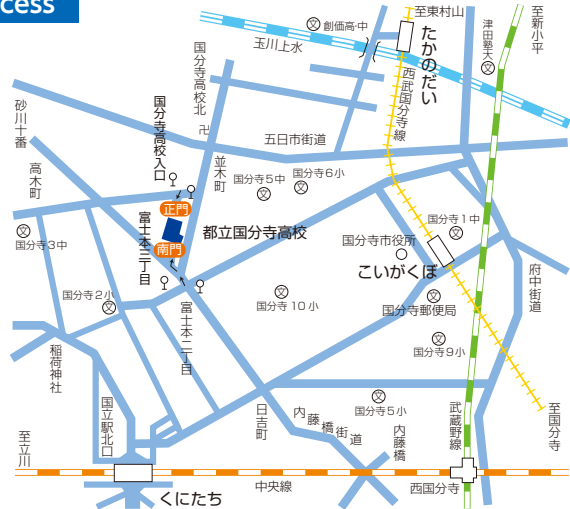 cess
至東村山
創価高・中
玉川上水
たかのだい
津田塾大
至新小平
国分寺高校北
西武国分寺線
砂川十番
国分寺高校入口
五日市街道
高木町
並木町
国分寺5中
国分寺6小
正門
国分寺1中
国分寺3中
富士本三丁目
南門
都立国分寺高校
国分寺市役所
こいがくぼ
府中街道
国分寺2小
富士本二丁目
国分寺10小
国分寺郵便局
国分寺9小
稲荷神社
国立駅北口
日吉町
内藤橋街道
国分寺5小
内藤橋
武蔵野線
至国分寺
至立川
中央線
西国分寺
くにたち